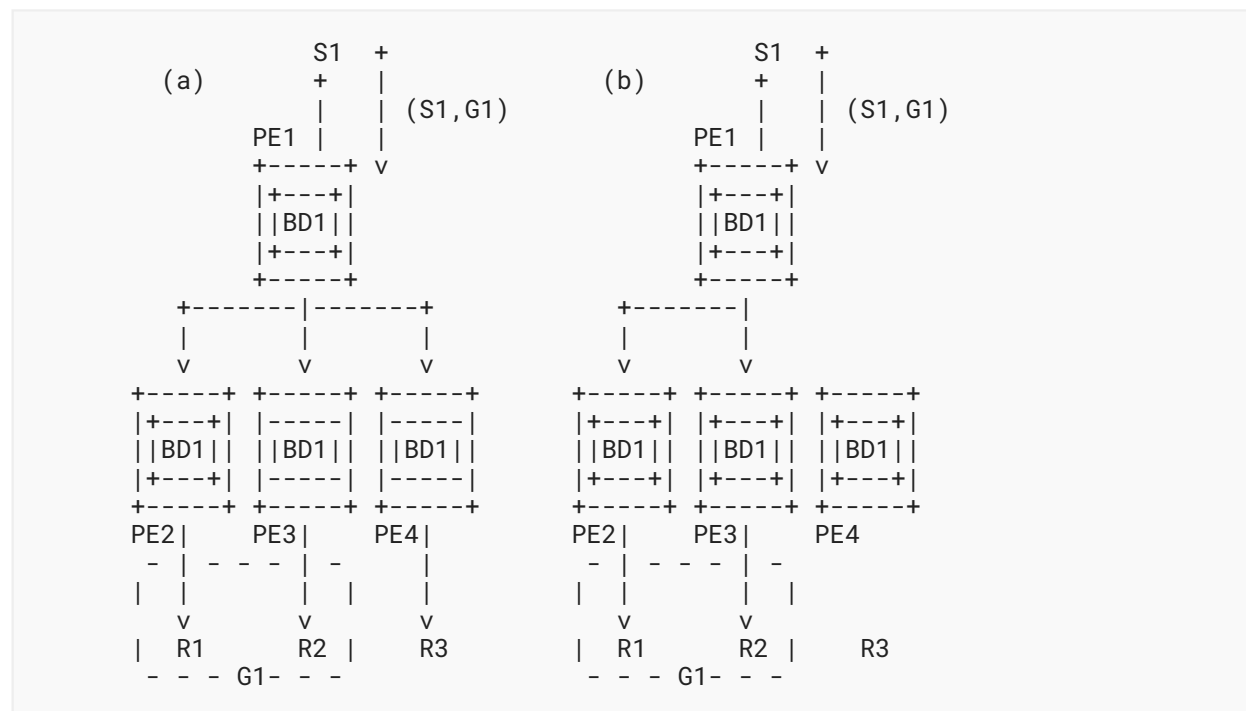 S1   +                             S1   +
     (a)          +    |                (b)          +    |
                  |    | (S1,G1)                     |    | (S1,G1)
             PE1  |    |                        PE1  |    |
             +-----+ v                          +-----+ v
             |+---+|                            |+---+|
             ||BD1||                            ||BD1||
             |+---+|                            |+---+|
             +-----+                            +-----+
        +-------|-------+                  +-------|
        |       |       |                  |       |
        v       v       v                  v       v
     +-----+ +-----+ +-----+            +-----+ +-----+ +-----+
     |+---+| |-----| |-----|            |+---+| |+---+| |+---+|
     ||BD1|| ||BD1|| ||BD1||            ||BD1|| ||BD1|| ||BD1||
     |+---+| |-----| |-----|            |+---+| |+---+| |+---+|
     +-----+ +-----+ +-----+            +-----+ +-----+ +-----+
     PE2|    PE3|    PE4|               PE2|    PE3|    PE4
      - | - - - | -     |                - | - - - | -
     |  |       |  |    |               |  |       |  |
        v       v       v                  v       v
     |  R1      R2 |    R3              |  R1      R2 |    R3
      - - - G1- - -                      - - - G1- - -